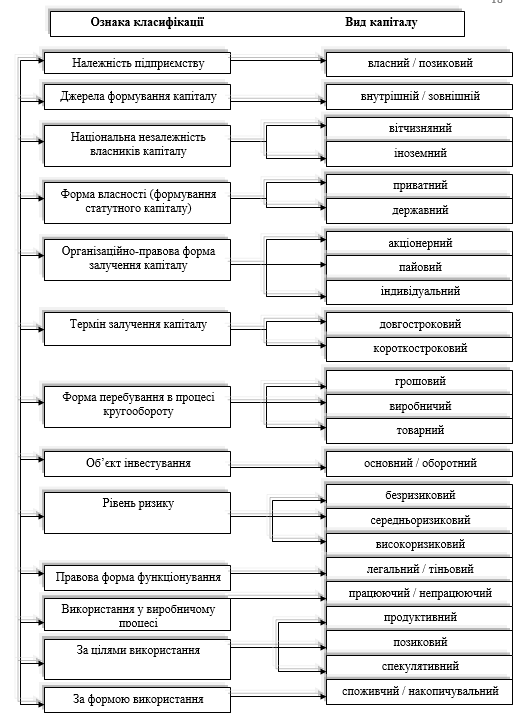 Ознака класифікації Вид капіталу
Належність підприємству
власний / позиковий
Джерела формування капіталу
внутрішній / зовнішній
Національна незалежність
власників капіталу
вітчизняний
іноземний
Форма власності (формування
статутного капіталу)
приватний
державний
Організаційно-правова форма
залучення капіталу
акціонерний
пайовий
індивідуальний
Термін залучення капіталу
довгостроковий
короткостроковий
Форма перебування в процесі
кругообороту
грошовий
виробничий
товарний
Об’єкт інвестування
основний / оборотний
Рівень ризику
безризиковий
середньоризиковий
високоризиковий
Правова форма функціонування
легальний / тіньовий
Використання у виробничому
процесі
працюючий / непрацюючий
За цілями використання
продуктивний
позиковий
спекулятивний
За формою використання
споживчий / накопичувальний